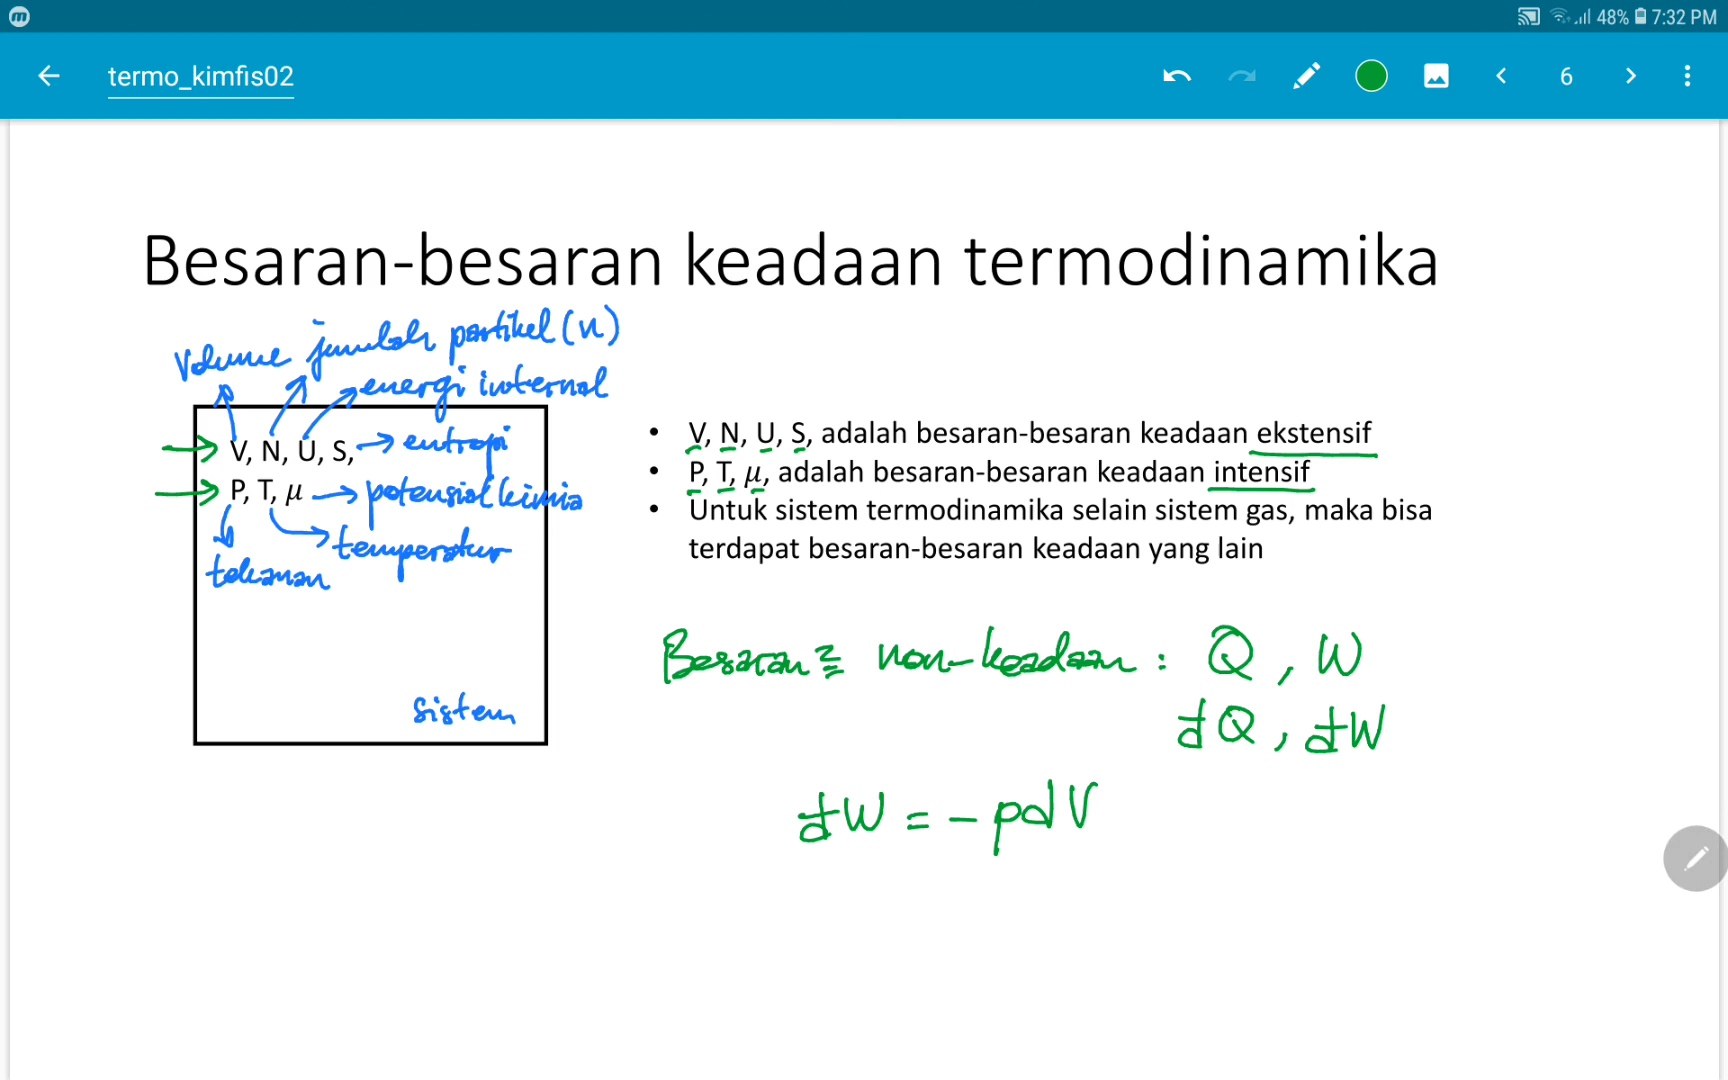 48% 7:32 PM
termo_kimfis02
6
Besaran-besaran keadaan termodinamika
Volume jumlah partikel (n)
energi internal
V, N, U, S, → entropi
P, T, μ → potensial kimia
temperatur
tekanan
sistem
• V, N, U, S, adalah besaran-besaran keadaan ekstensif
• P, T, μ, adalah besaran-besaran keadaan intensif
• Untuk sistem termodinamika selain sistem gas, maka bisa
terdapat besaran-besaran keadaan yang lain
Besaran2 non-keadaan : Q , W
đQ , đW
đW = - pdV